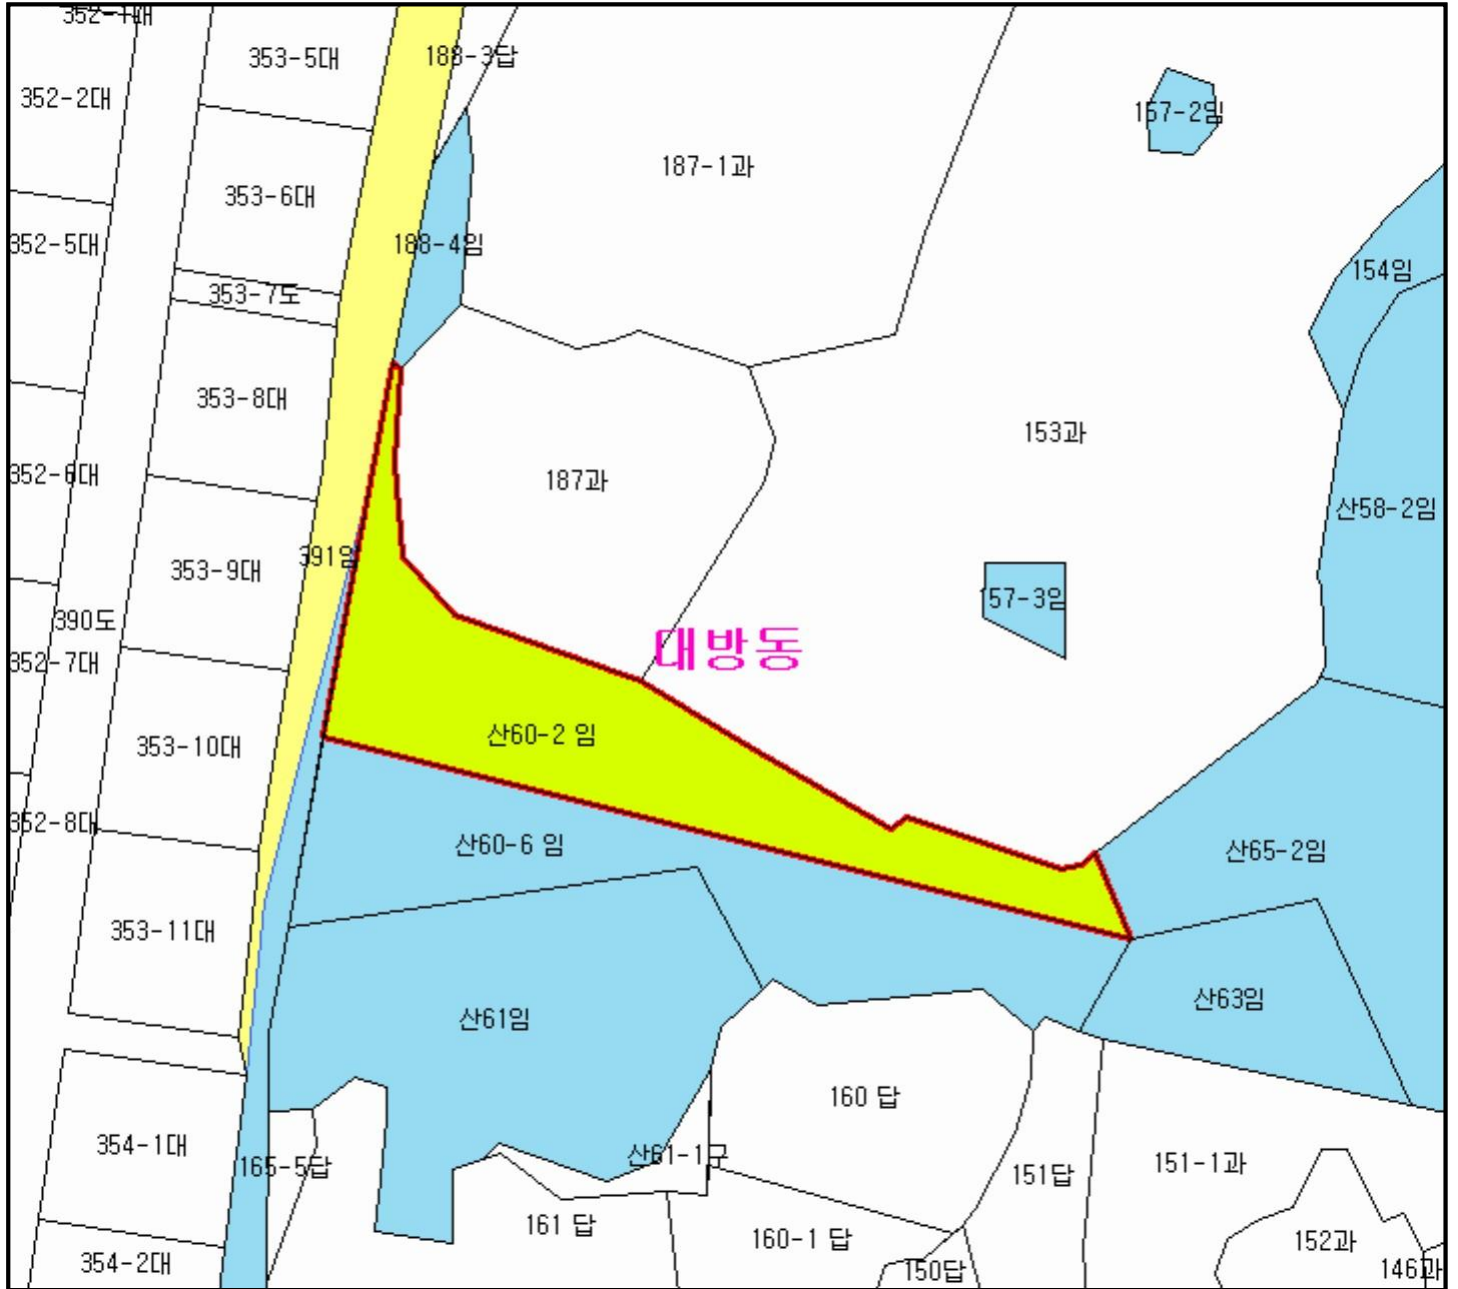 352-1대
353-5대
188-3답
352-2대
157-2임
187-1과
353-6대
352-5대
188-4임
154임
353-7도
353-8대
153과
352-6대
187과
산58-2임
391임
353-9대
157-3임
390도
대방동
352-7대
산60-2 임
353-10대
352-8대
산60-6 임
산65-2임
353-11대
산63임
산61임
160 답
354-1대
산61-1구
165-5답
151답
151-1과
161 답
160-1 답
152과
354-2대
150답
146과